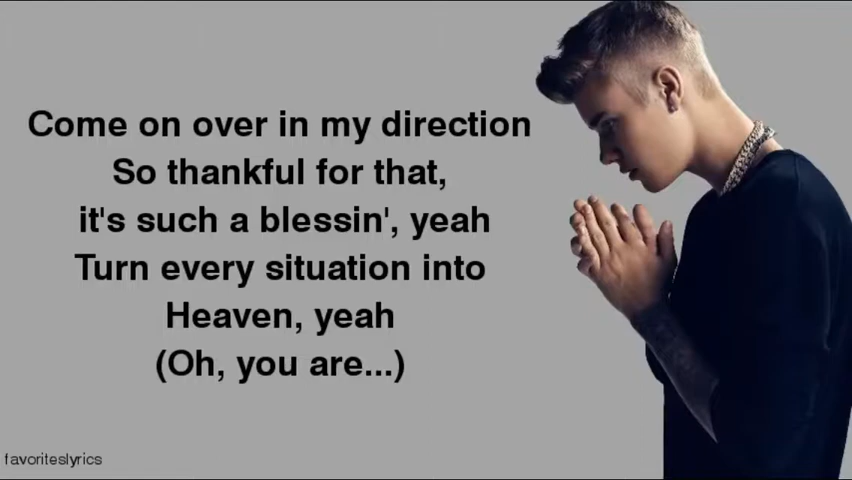 Come on over in my direction
So thankful for that,
it's such a blessin', yeah
Turn every situation into
Heaven, yeah
(Oh, you are...)
favoriteslyrics